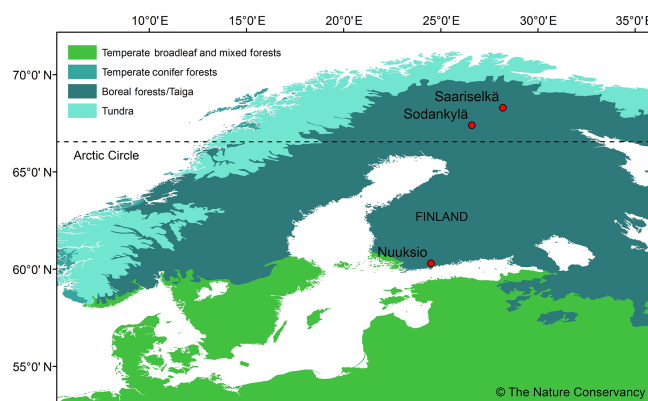 10°0'E 15°0'E 20°0'E 25°0'E 30°0'E
Temperate broadleaf and mixed forests
Temperate conifer forests
Boreal forests/Taiga
Tundra
70°0'N
Saariselkä
Sodankylä
Arctic Circle
65°0'N
FINLAND
Nuuksio
60°0'N
55°0'N
© The Nature Conservancy